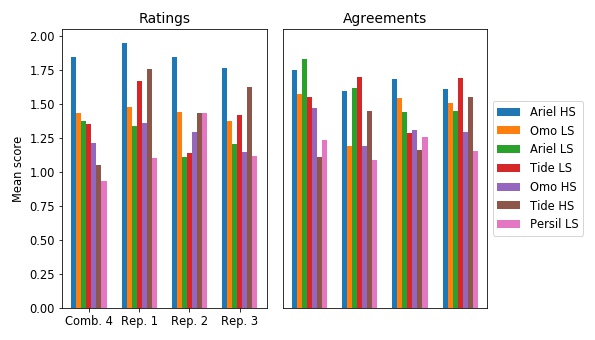 Ratings
Agreements
Mean score
2.00
1.75
1.50
1.25
1.00
0.75
0.50
0.25
0.00
Comb. 4 Rep. 1 Rep. 2 Rep. 3
Ariel HS
Omo LS
Ariel LS
Tide LS
Omo HS
Tide HS
Persil LS